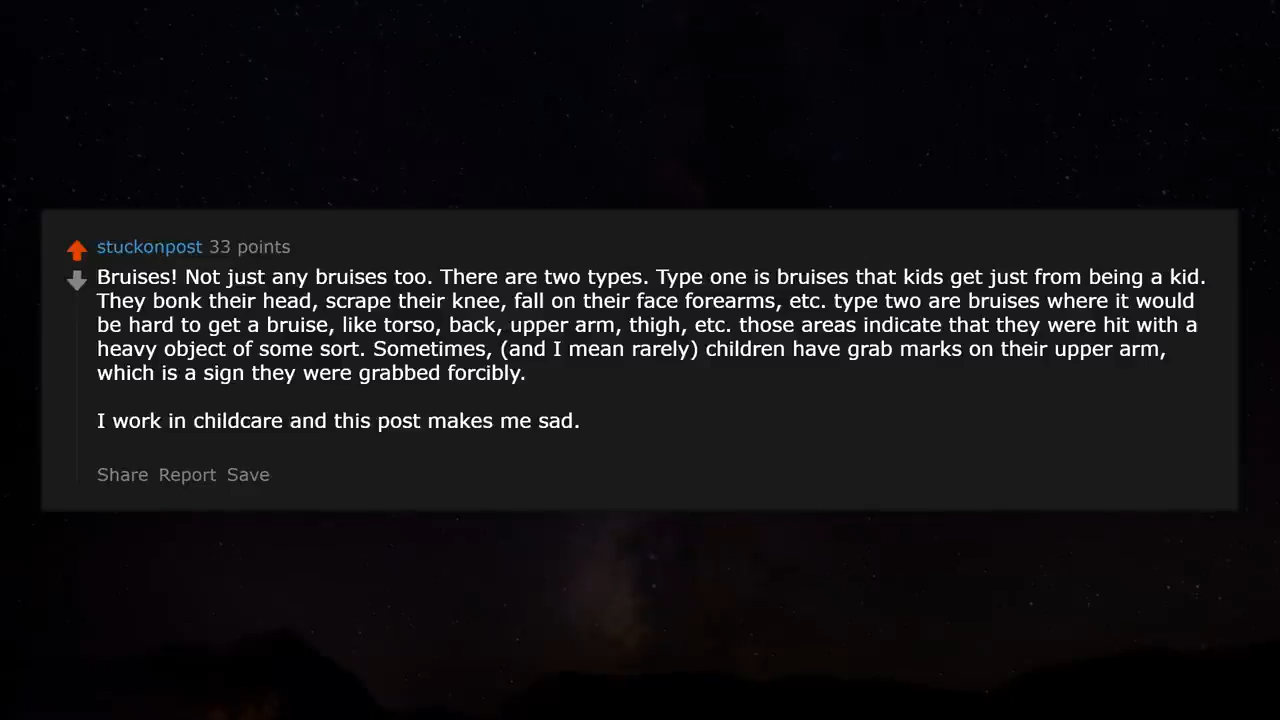 stuckonpost 33 points
Bruises! Not just any bruises too. There are two types. Type one is bruises that kids get just from being a kid.
They bonk their head, scrape their knee, fall on their face forearms, etc. type two are bruises where it would
be hard to get a bruise, like torso, back, upper arm, thigh, etc. those areas indicate that they were hit with a
heavy object of some sort. Sometimes, (and I mean rarely) children have grab marks on their upper arm,
which is a sign they were grabbed forcibly.
I work in childcare and this post makes me sad.
Share Report Save